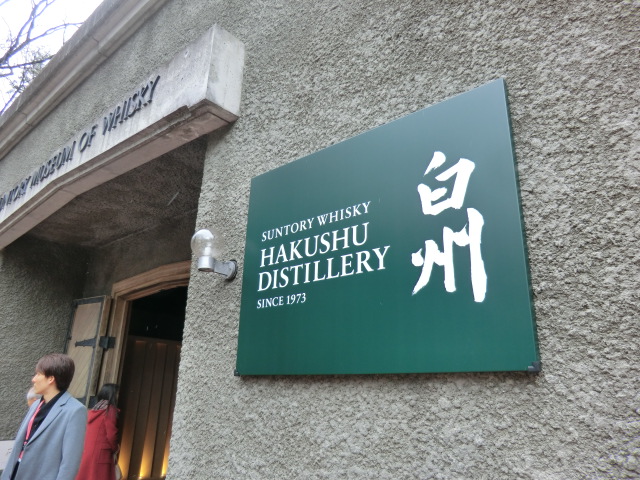 MUSEUM OF WHISKY
SUNTORY WHISKY
HAKUSHU
DISTILLERY
SINCE 1973
白州